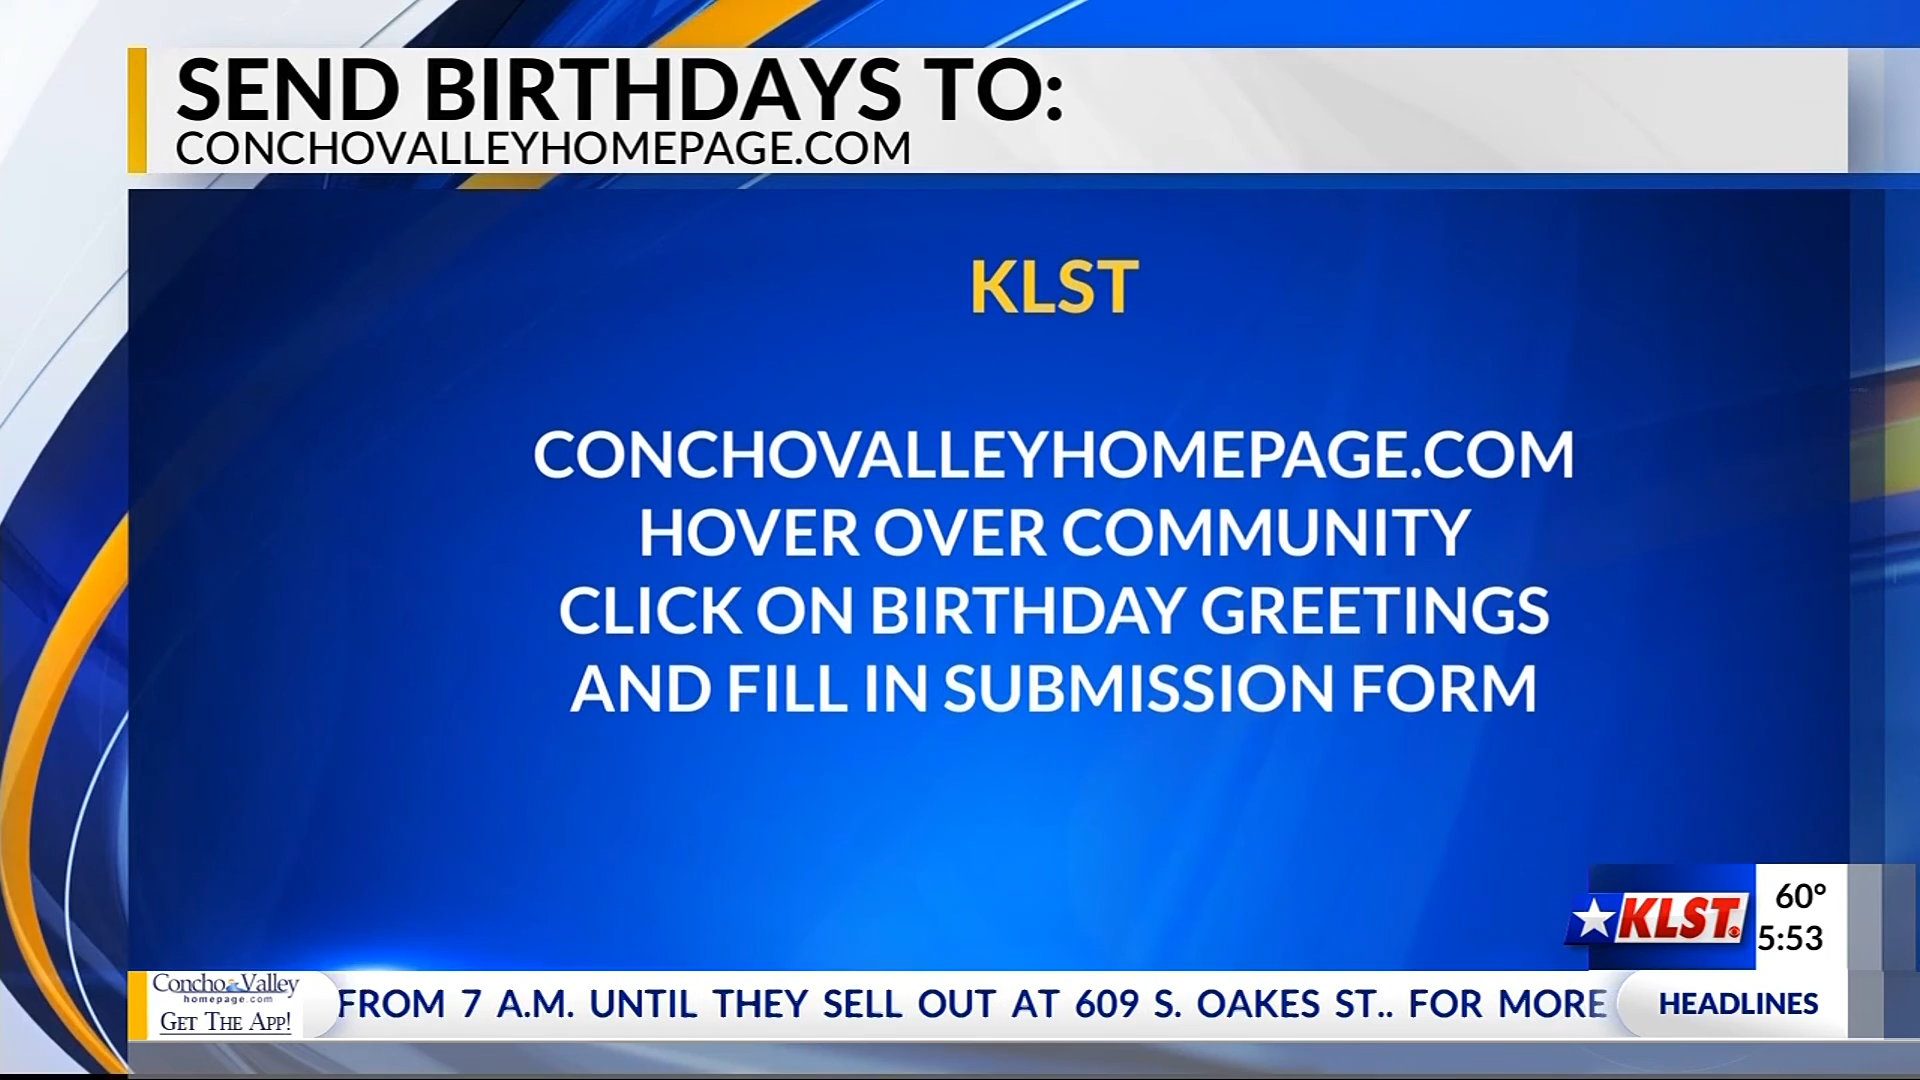 SEND BIRTHDAYS TO:
CONCHOVALLEYHOMEPAGE.COM
KLST
CONCHOVALLEYHOMEPAGE.COM
HOVER OVER COMMUNITY
CLICK ON BIRTHDAY GREETINGS
AND FILL IN SUBMISSION FORM
KLST
60°
5:53
Concho Valley
homepage.com
GET THE APP!
FROM 7 A.M. UNTIL THEY SELL OUT AT 609 S. OAKES ST.. FOR MORE
HEADLINES